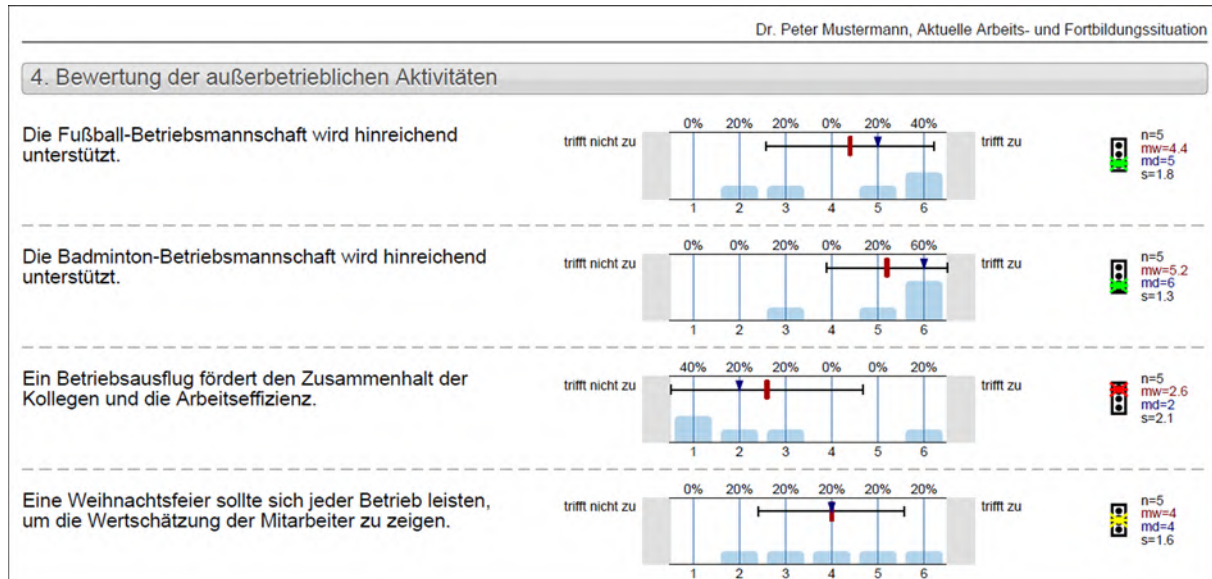 Dr. Peter Mustermann, Aktuelle Arbeits- und Fortbildungssituation
4. Bewertung der außerbetrieblichen Aktivitäten
Die Fußball-Betriebsmannschaft wird hinreichend
unterstützt.
trifft nicht zu
0% 20% 20% 0% 20% 40%
1 2 3 4 5 6
trifft zu
n=5
mw=4.4
md=5
s=1.8
Die Badminton-Betriebsmannschaft wird hinreichend
unterstützt.
trifft nicht zu
0% 0% 20% 0% 20% 60%
1 2 3 4 5 6
trifft zu
n=5
mw=5.2
md=6
s=1.3
Ein Betriebsausflug fördert den Zusammenhalt der
Kollegen und die Arbeitseffizienz.
trifft nicht zu
40% 20% 20% 0% 0% 20%
1 2 3 4 5 6
trifft zu
n=5
mw=2.6
md=2
s=2.1
Eine Weihnachtsfeier sollte sich jeder Betrieb leisten,
um die Wertschätzung der Mitarbeiter zu zeigen.
trifft nicht zu
0% 20% 20% 20% 20% 20%
1 2 3 4 5 6
trifft zu
n=5
mw=4
md=4
s=1.6